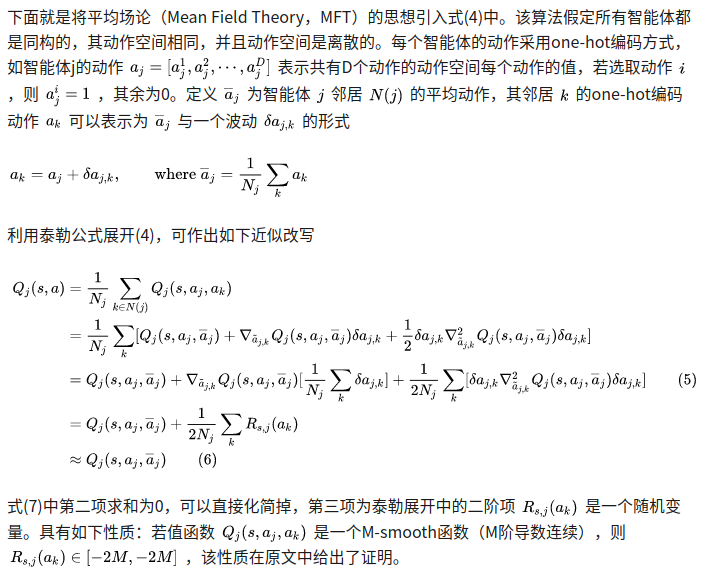 下面就是将平均场论（Mean Field Theory，MFT）的思想引入式(4)中。该算法假定所有智能体都
是同构的，其动作空间相同，并且动作空间是离散的。每个智能体的动作采用one-hot编码方式，
如智能体j的动作 $a_j = [a_j^1, a_j^2, \cdots, a_j^D]$ 表示共有D个动作的动作空间每个动作的值，若选取动作 $i$
，则 $a_j^i = 1$ ，其余为0。定义 $\overline{a}_j$ 为智能体 $j$ 邻居 $N(j)$ 的平均动作，其邻居 $k$ 的one-hot编码
动作 $a_k$ 可以表示为 $\overline{a}_j$ 与一个波动 $\delta a_{j,k}$ 的形式
$a_k = a_j + \delta a_{j,k}, \quad \text{where } \overline{a}_j = \frac{1}{N_j} \sum_k a_k$
利用泰勒公式展开(4)，可作出如下近似改写
$Q_j(s, a) = \frac{1}{N_j} \sum_{k \in N(j)} Q_j(s, a_j, a_k)$
$= \frac{1}{N_j} \sum_k [Q_j(s, a_j, \overline{a}_j) + \nabla_{\tilde{a}_{j,k}} Q_j(s, a_j, \overline{a}_j) \delta a_{j,k} + \frac{1}{2} \delta a_{j,k} \nabla^2_{\tilde{a}_{j,k}} Q_j(s, a_j, \overline{a}_j) \delta a_{j,k}]$
$= Q_j(s, a_j, \overline{a}_j) + \nabla_{\tilde{a}_{j,k}} Q_j(s, a_j, \overline{a}_j) [\frac{1}{N_j} \sum_k \delta a_{j,k}] + \frac{1}{2N_j} \sum_k [\delta a_{j,k} \nabla^2_{\tilde{a}_{j,k}} Q_j(s, a_j, \overline{a}_j) \delta a_{j,k}] \quad (5)$
$= Q_j(s, a_j, \overline{a}_j) + \frac{1}{2N_j} \sum_k R_{s,j}(a_k)$
$\approx Q_j(s, a_j, \overline{a}_j) \quad (6)$
式(7)中第二项求和为0，可以直接化简掉，第三项为泰勒展开中的二阶项 $R_{s,j}(a_k)$ 是一个随机变
量。具有如下性质：若值函数 $Q_j(s, a_j, a_k)$ 是一个M-smooth函数（M阶导数连续），则
$R_{s,j}(a_k) \in [-2M, -2M]$ ，该性质在原文中给出了证明。